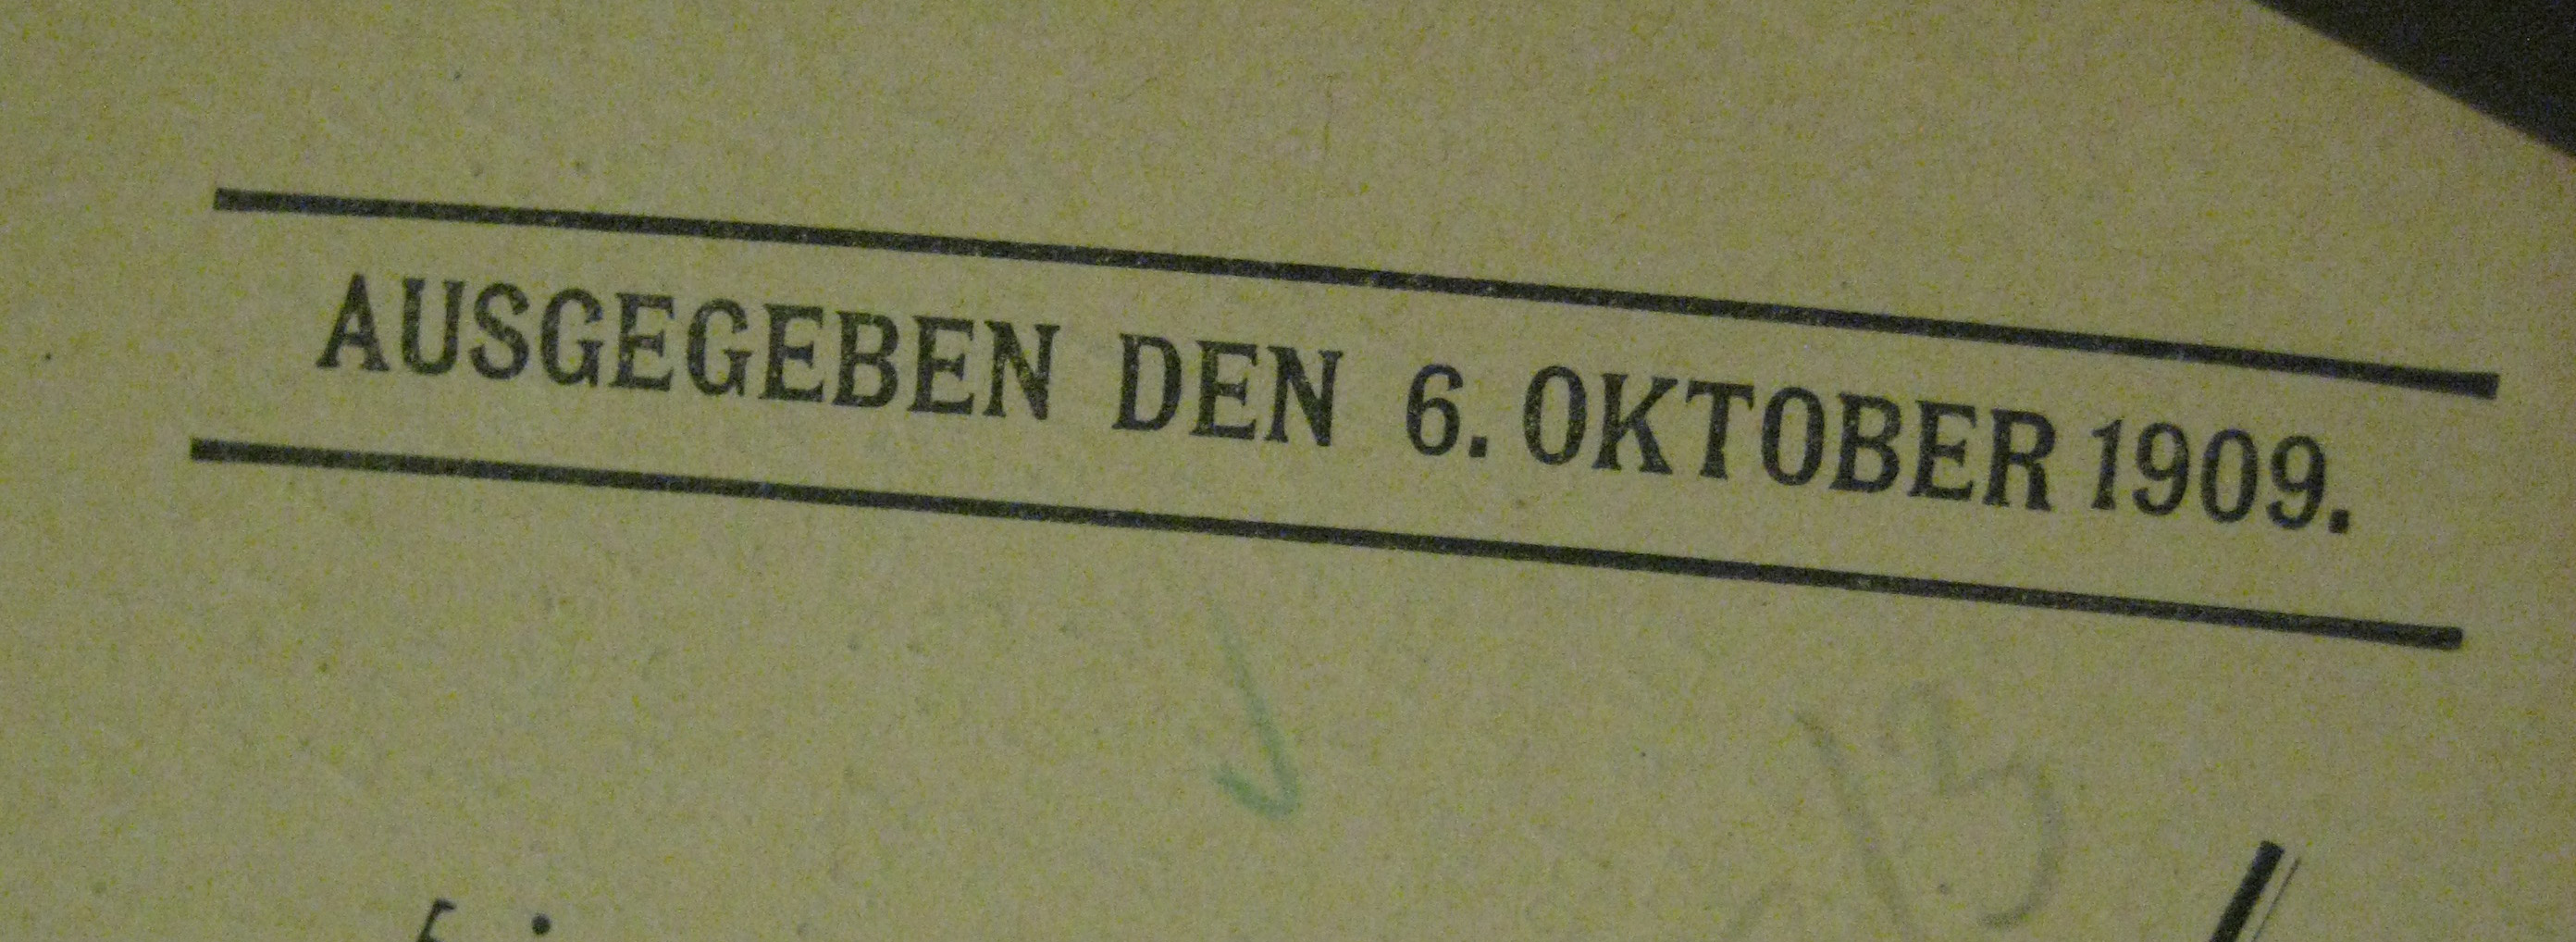 AUSGEGEBEN DEN 6. OKTOBER 1909.